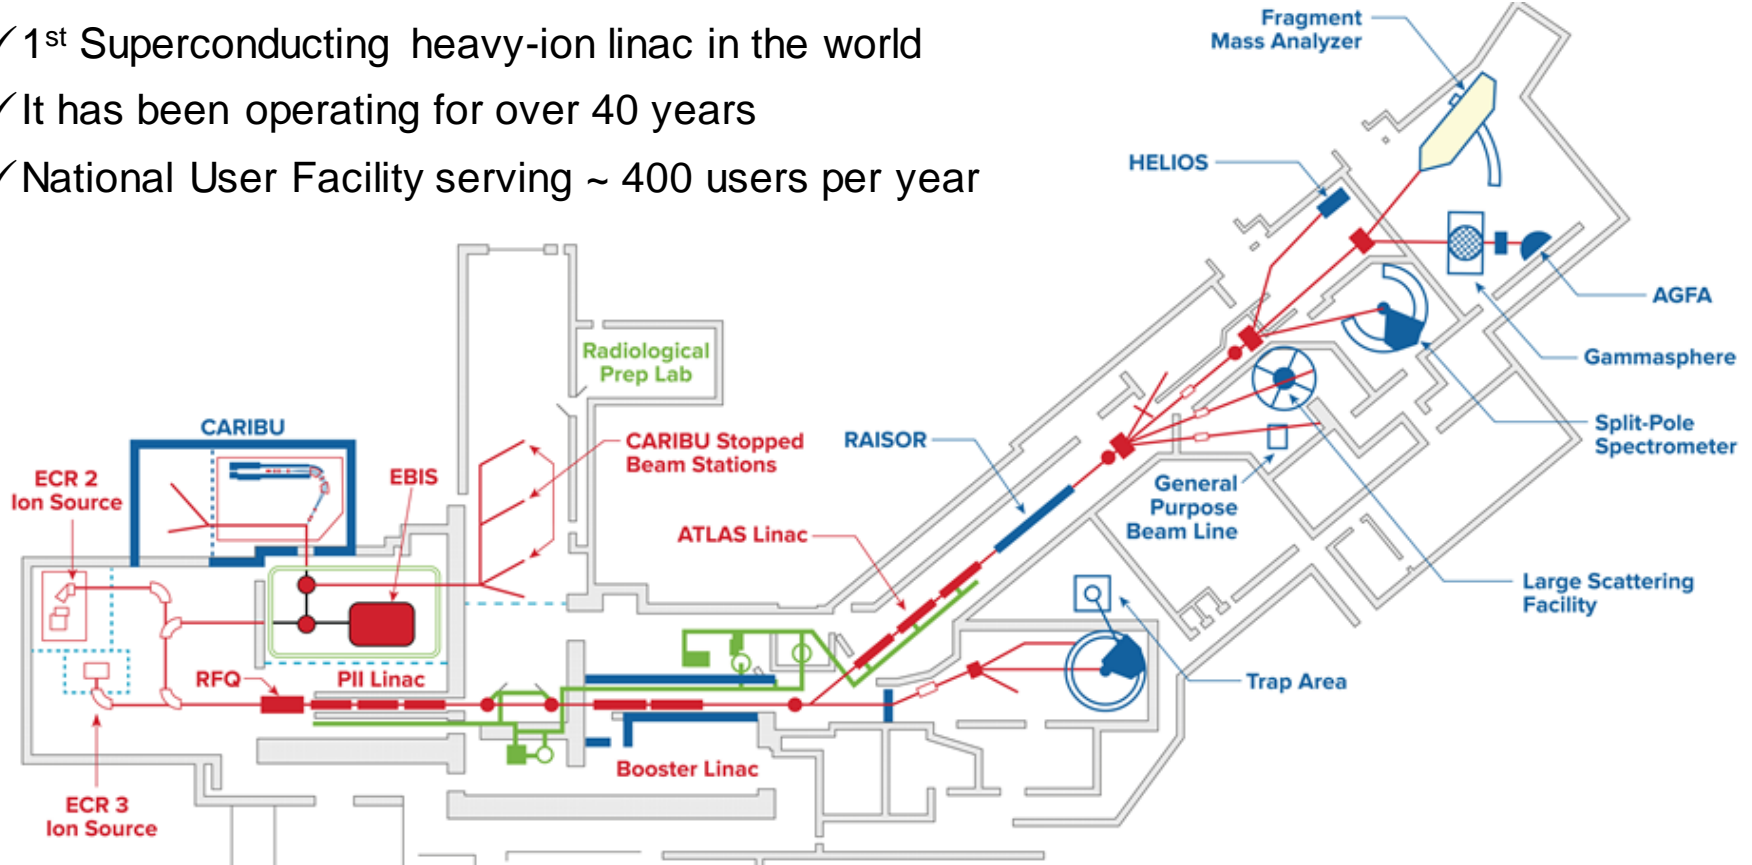 ✓1st Superconducting heavy-ion linac in the world
✓It has been operating for over 40 years
✓National User Facility serving ~ 400 users per year
Fragment
Mass Analyzer
HELIOS
AGFA
Gammasphere
Split-Pole
Spectrometer
Large Scattering
Facility
General
Purpose
Beam Line
RAISOR
Trap Area
ATLAS Linac
Radiological
Prep Lab
CARIBU Stopped
Beam Stations
CARIBU
EBIS
ECR 2
Ion Source
RFQ
PII Linac
Booster Linac
ECR 3
Ion Source